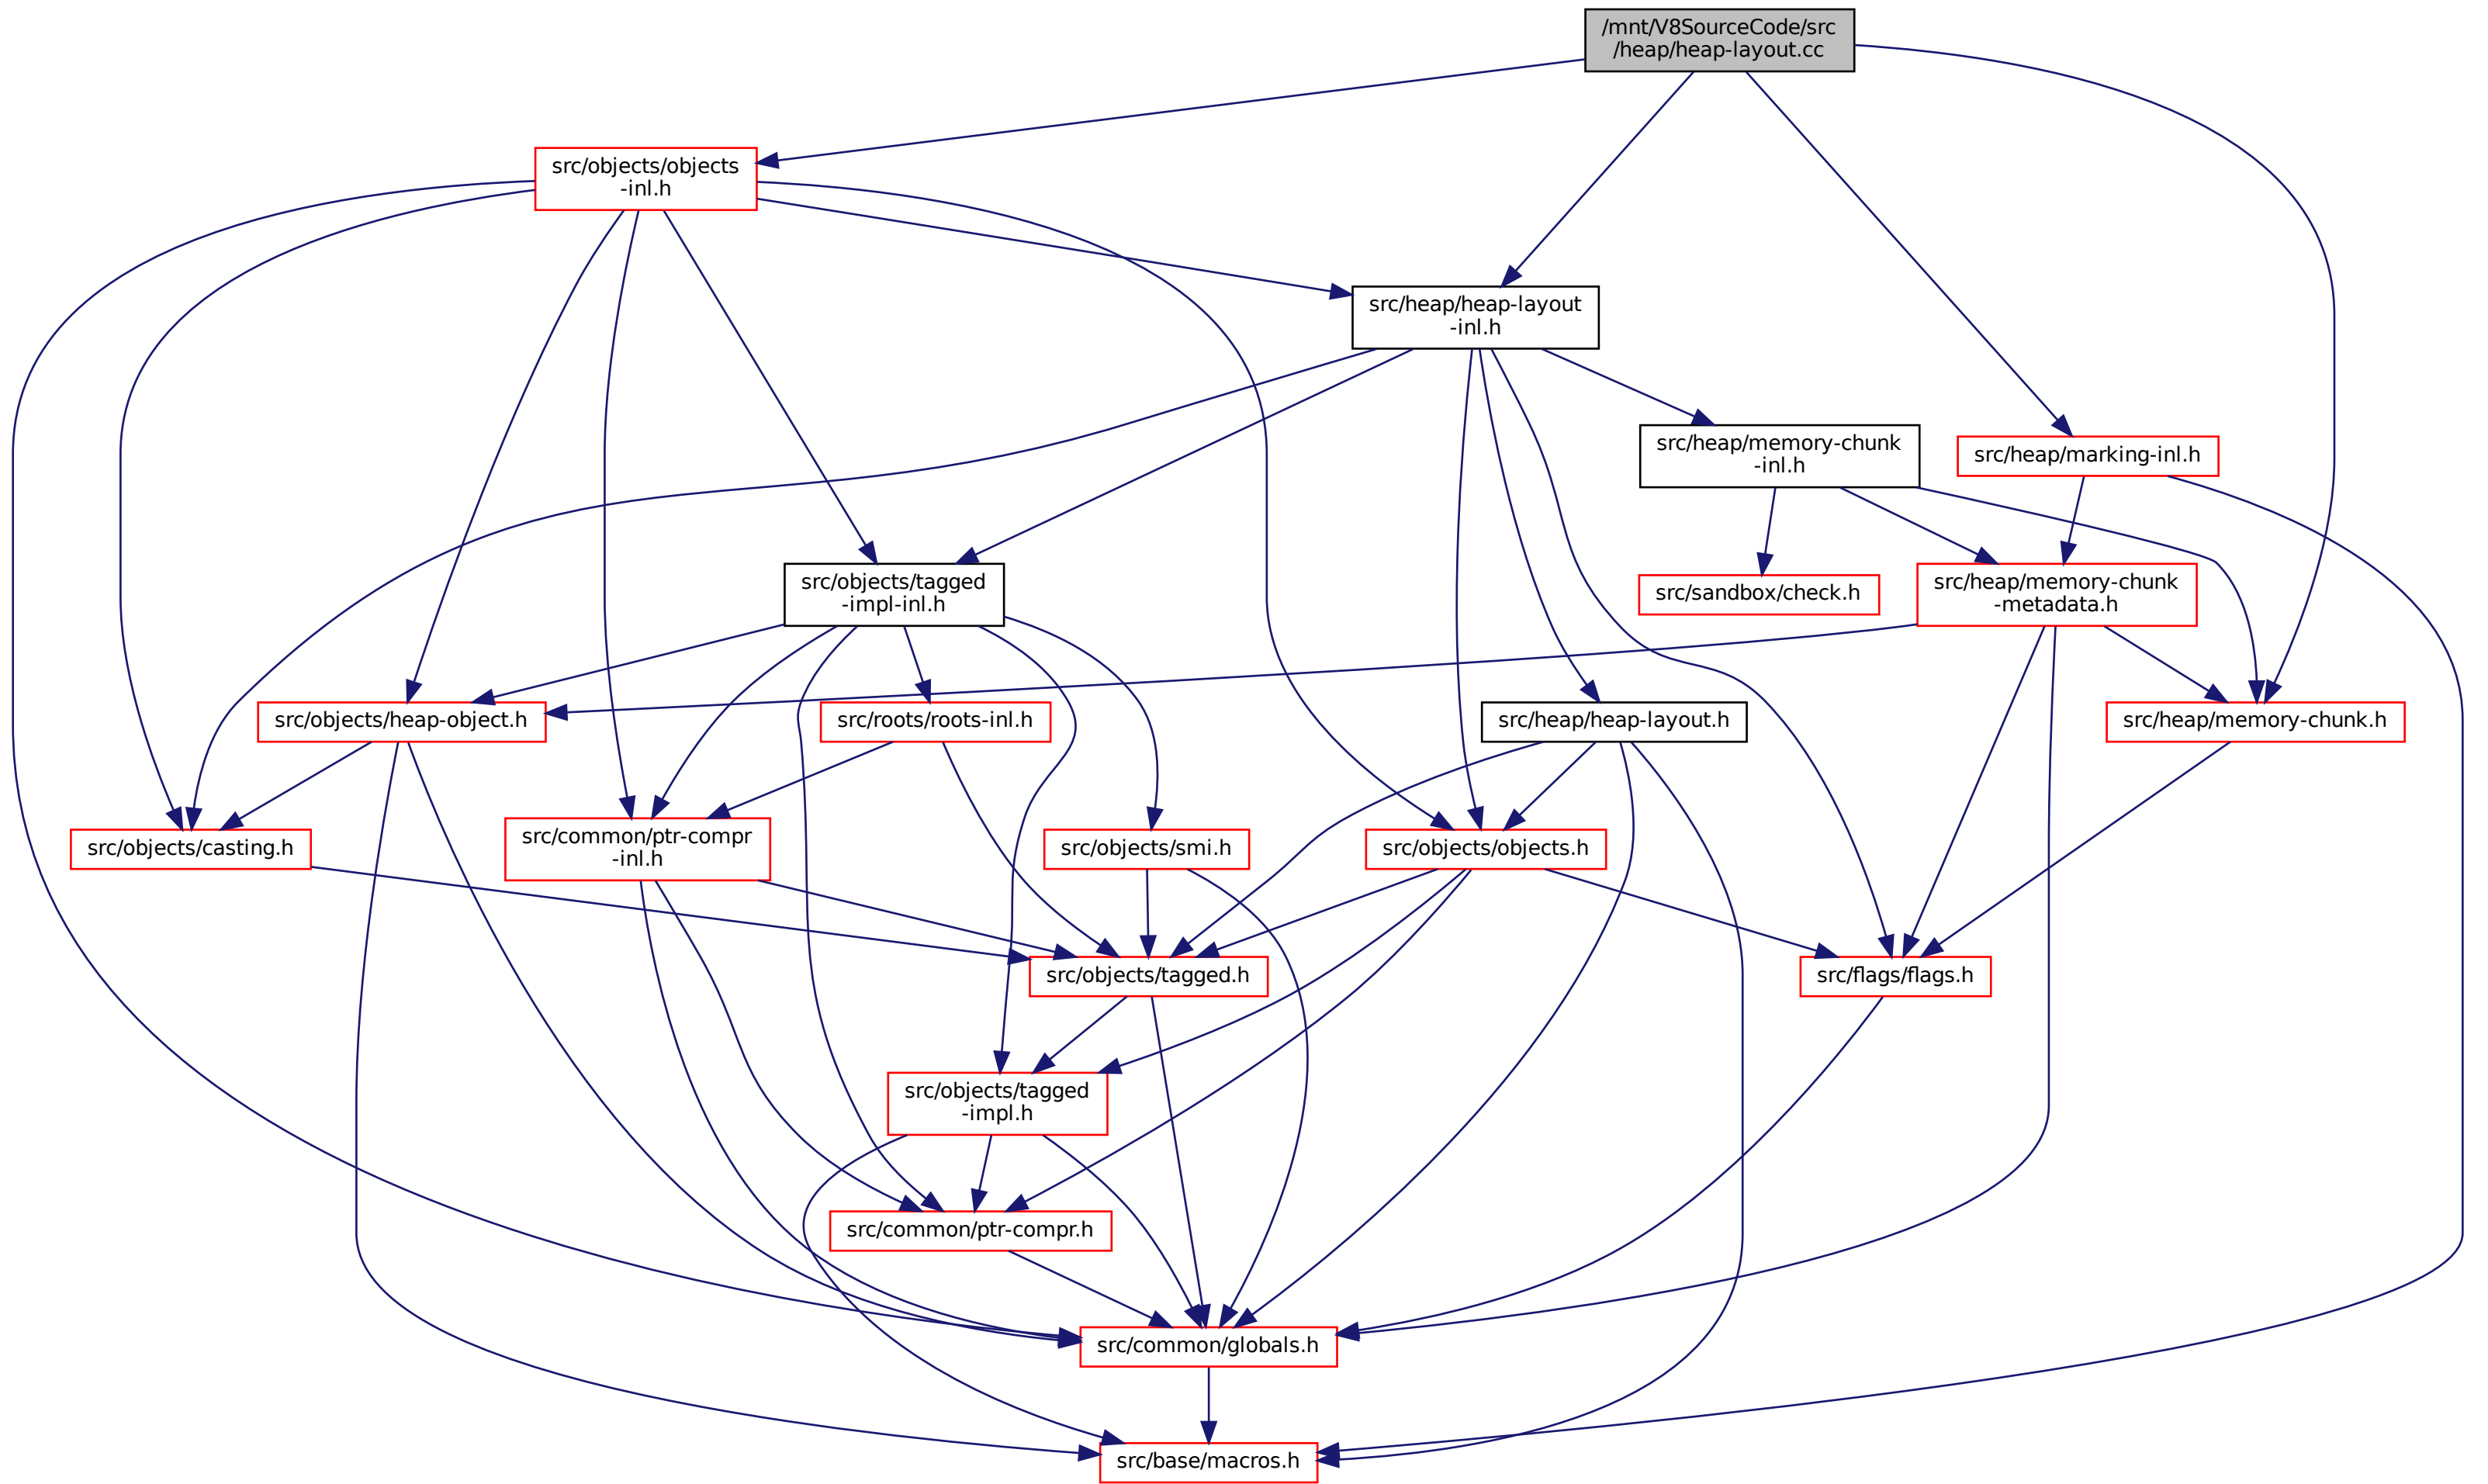 /mnt/V8SourceCode/src
/heap/heap-layout.cc
src/objects/objects
-inl.h
src/heap/heap-layout
-inl.h
src/heap/memory-chunk
-inl.h
src/heap/marking-inl.h
src/objects/tagged
-impl-inl.h
src/sandbox/check.h
src/heap/memory-chunk
-metadata.h
src/objects/heap-object.h
src/roots/roots-inl.h
src/heap/heap-layout.h
src/heap/memory-chunk.h
src/objects/casting.h
src/common/ptr-compr
-inl.h
src/objects/smi.h
src/objects/objects.h
src/objects/tagged.h
src/flags/flags.h
src/objects/tagged
-impl.h
src/common/ptr-compr.h
src/common/globals.h
src/base/macros.h